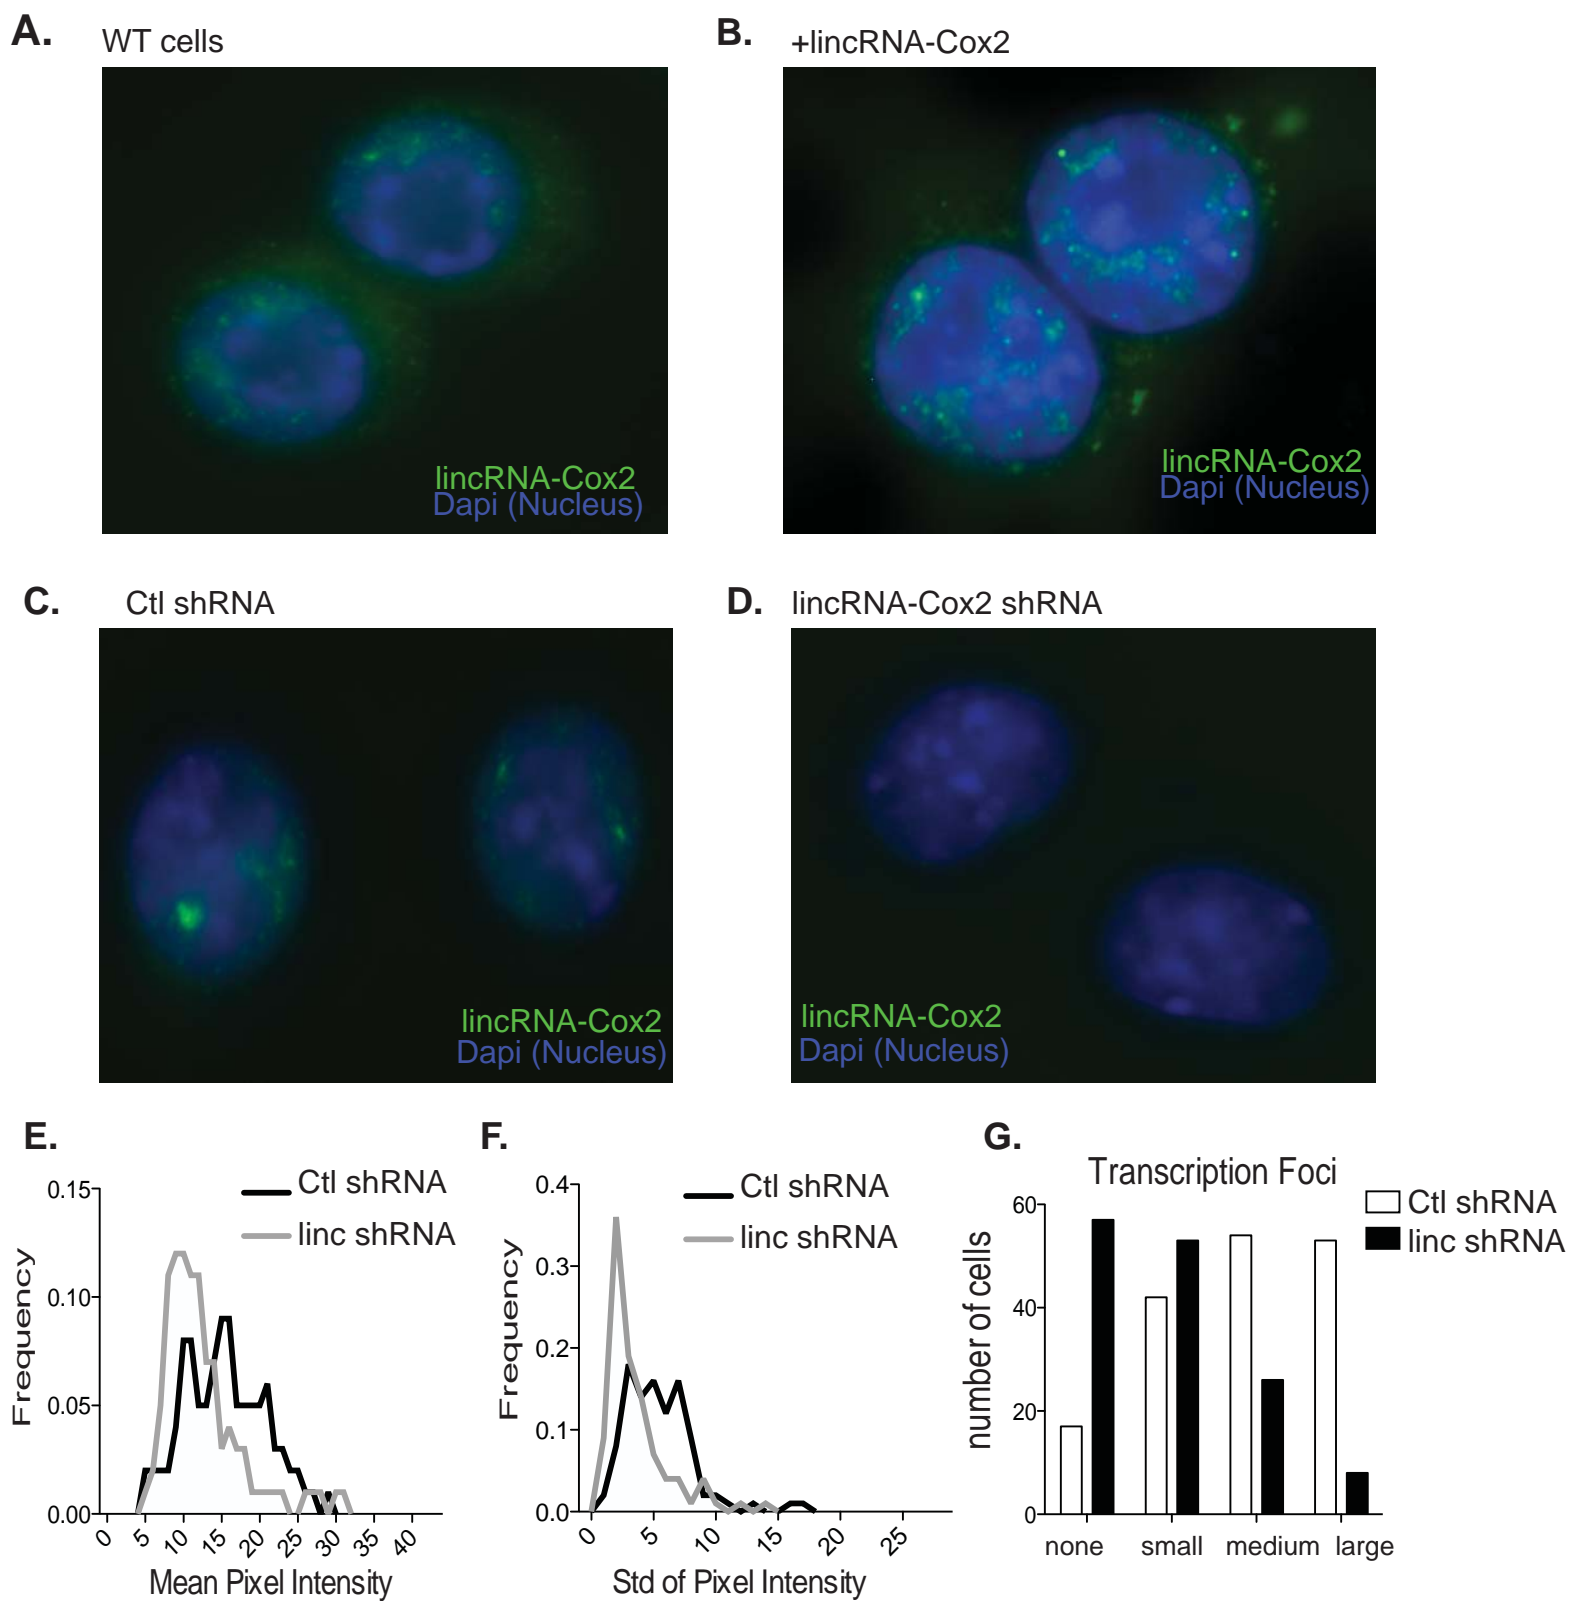 A. WT cells
B. +lincRNA-Cox2
lincRNA-Cox2
Dapi (Nucleus)
lincRNA-Cox2
Dapi (Nucleus)
C. Ctl shRNA
D. lincRNA-Cox2 shRNA
lincRNA-Cox2
Dapi (Nucleus)
lincRNA-Cox2
Dapi (Nucleus)
E.
Ctl shRNA
linc shRNA
0.15
0.10
0.05
0.00
Frequency
0 5 10 15 20 25 30 35 40
Mean Pixel Intensity
F.
Ctl shRNA
linc shRNA
0.4
0.3
0.2
0.1
0.0
Frequency
0 5 10 15 20 25
Std of Pixel Intensity
G.
Transcription Foci
Ctl shRNA
linc shRNA
60
40
20
0
number of cells
none small medium large